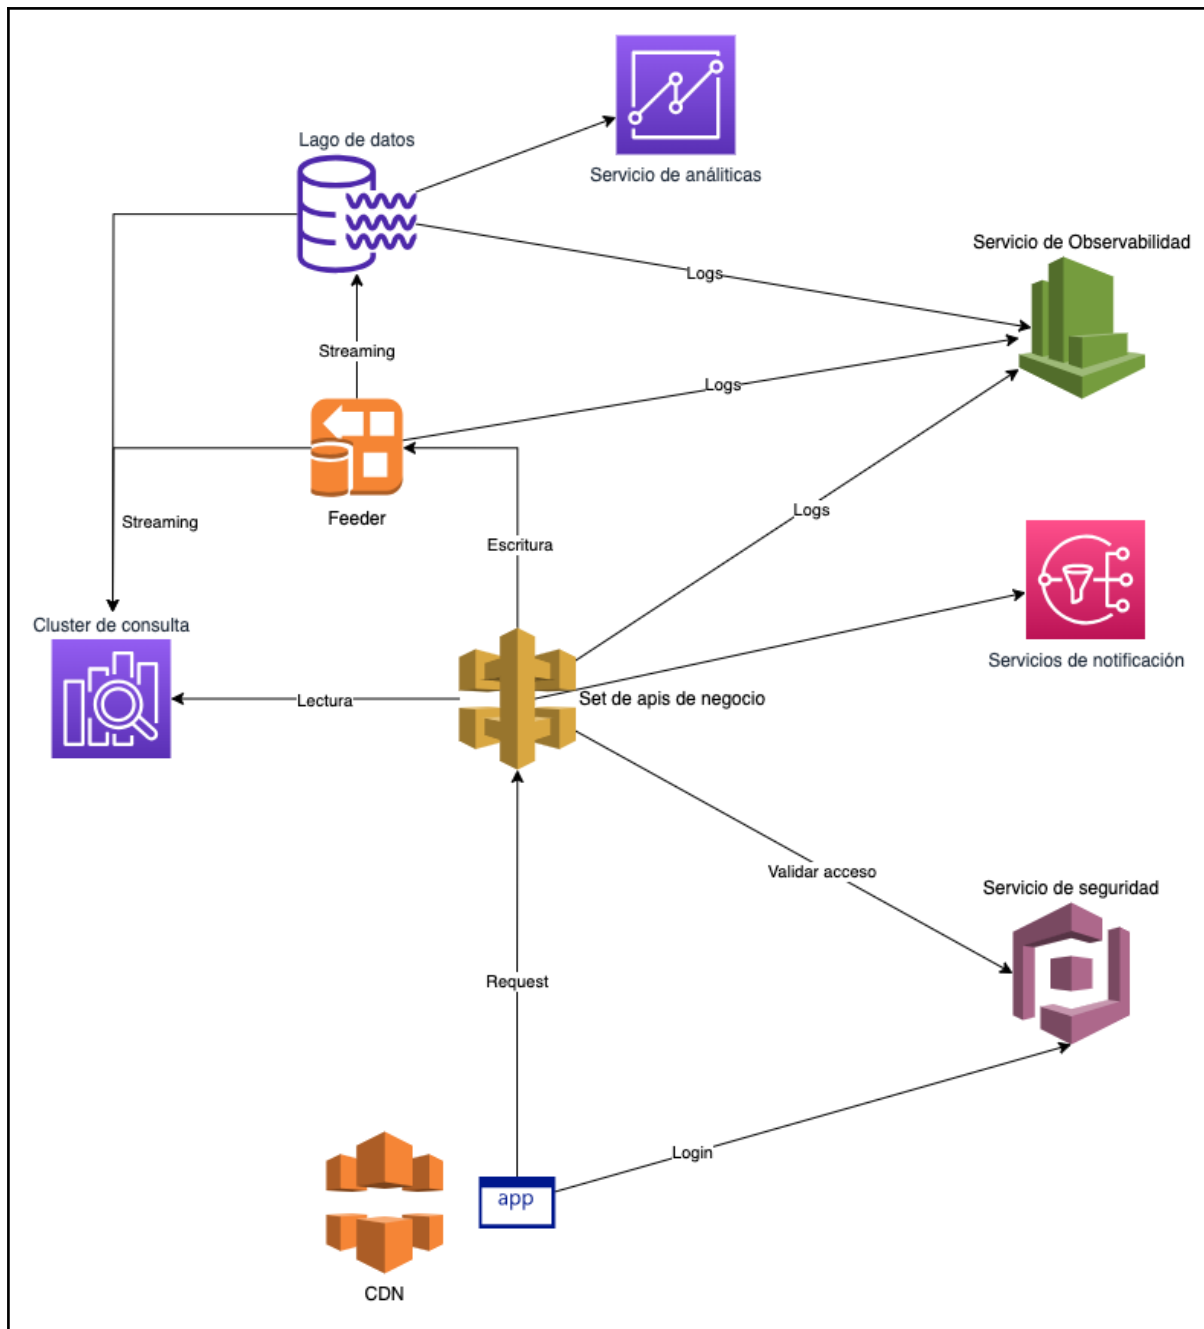 Lago de datos
Servicio de análiticas
Servicio de Observabilidad
Logs
Streaming
Logs
Logs
Feeder
Streaming
Escritura
Cluster de consulta
Servicios de notificación
Lectura
Set de apis de negocio
Validar acceso
Servicio de seguridad
Request
Login
app
CDN